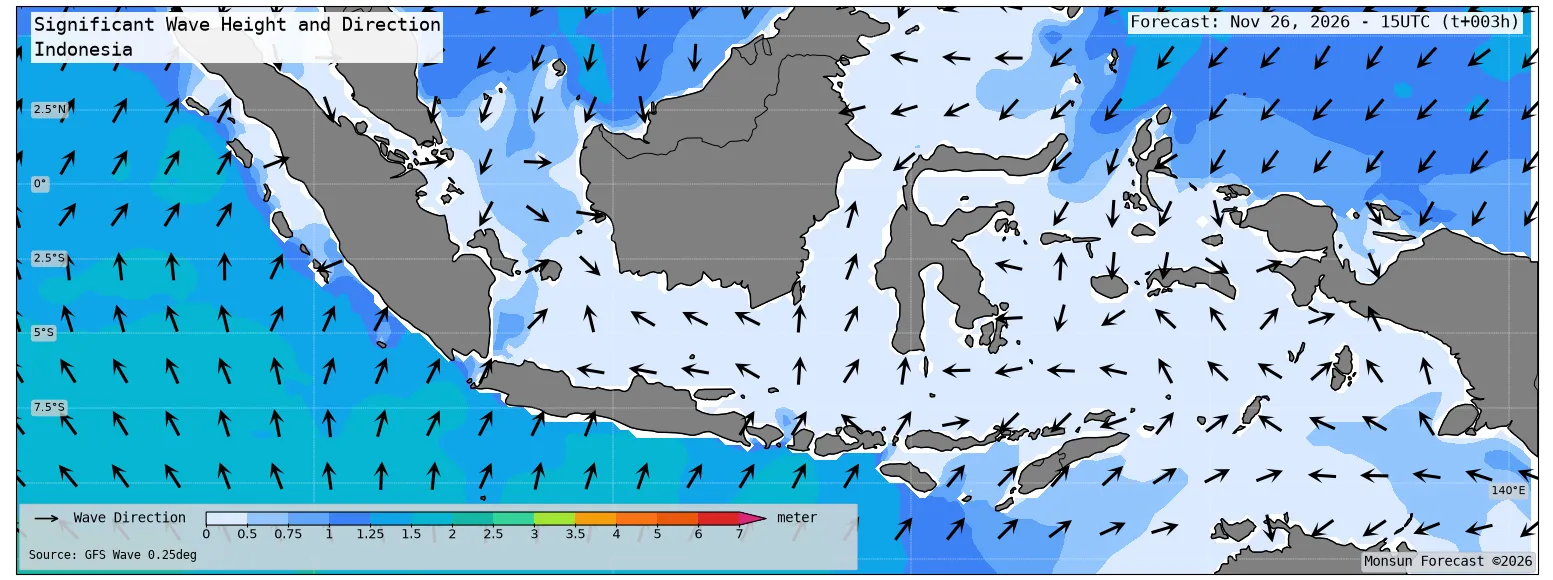 Significant Wave Height and Direction
Indonesia
Forecast: Nov 26, 2026 - 15UTC (t+003h)
2.5°N
0°
2.5°S
5°S
7.5°S
140°E
Wave Direction
0 0.5 0.75 1 1.25 1.5 2 2.5 3 3.5 4 5 6 7
meter
Source: GFS Wave 0.25deg
Monsun Forecast ©2026